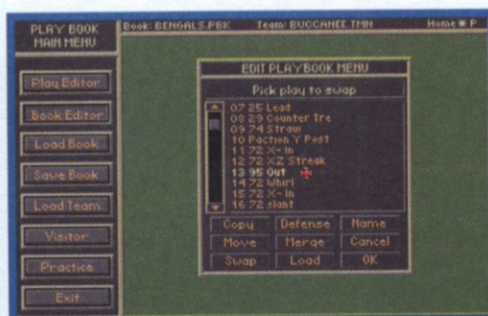 PLAY BOOK
MAIN MENU
Play Editor
Book Editor
Load Book
Save Book
Load Team
Visitor
Practice
Exit
Book: BENGALS.PBK Team: BUCCANEE.TMN Home P
EDIT PLAYBOOK MENU
Pick play to swap
07 25 Lead
08 29 Counter Tre
09 74 Straw
10 Paction Y Post
11 72 X-in
12 72 XZ Streak
13 95 Out
14 72 Whirl
15 72 X-in
16 72 slant
Copy Defense Name
Move Merge Cancel
Swap Load OK